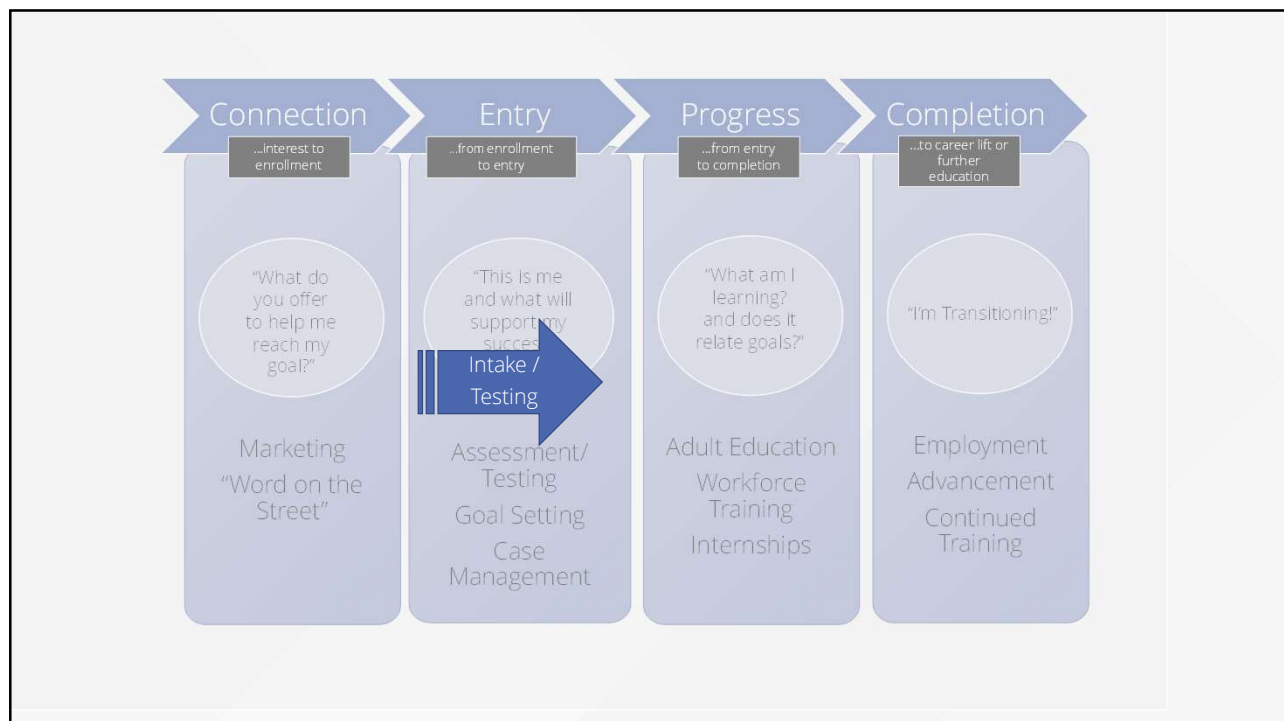 Connection
...interest to
enrollment
"What do
you offer
to help me
reach my
goal?"
Marketing
"Word on the
Street"
Entry
...from enrollment
to entry
"This is me
and what will
support my
Intake /
Testing
Assessment/
Testing
Goal Setting
Case
Management
Progress
...from entry
to completion
"What am I
learning?
and does it
relate goals?"
Adult Education
Workforce
Training
Internships
Completion
...to career lift or
further
education
"I'm Transitioning!"
Employment
Advancement
Continued
Training